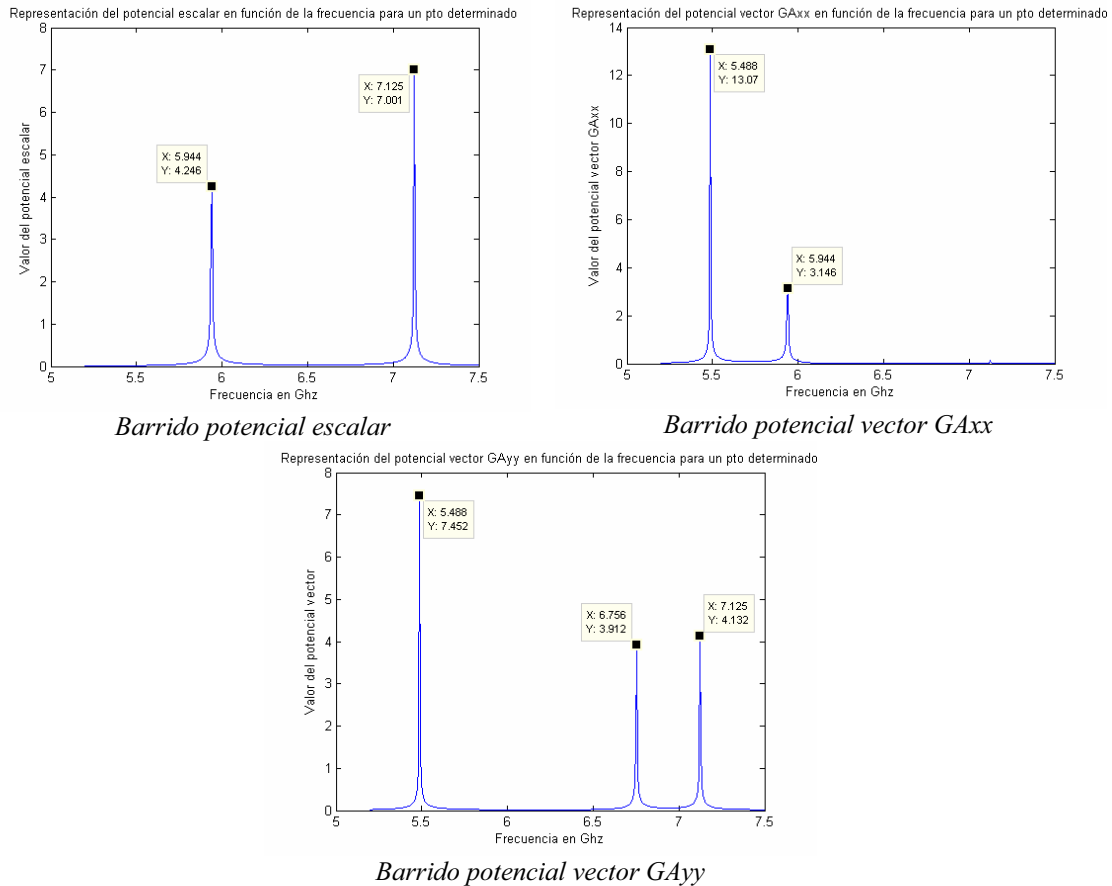 Representación del potencial escalar en función de la frecuencia para un pto determinado
8
7
6
5
4
3
2
1
0
Valor del potencial escalar
X: 5.944
Y: 4.246
X: 7.125
Y: 7.001
5
5.5
6
6.5
7
7.5
Frecuencia en Ghz
Barrido potencial escalar
Representación del potencial vector GAxx en función de la frecuencia para un pto determinado
14
12
10
8
6
4
2
0
Valor del potencial vector GAxx
X: 5.488
Y: 13.07
X: 5.944
Y: 3.146
5
5.5
6
6.5
7
7.5
Frecuencia en Ghz
Barrido potencial vector GAxx
Representación del potencial vector GAyy en función de la frecuencia para un pto determinado
8
7
6
5
4
3
2
1
0
Valor del potencial vector
X: 5.488
Y: 7.452
X: 6.756
Y: 3.912
X: 7.125
Y: 4.132
5
5.5
6
6.5
7
7.5
Frecuencia en Ghz
Barrido potencial vector GAyy